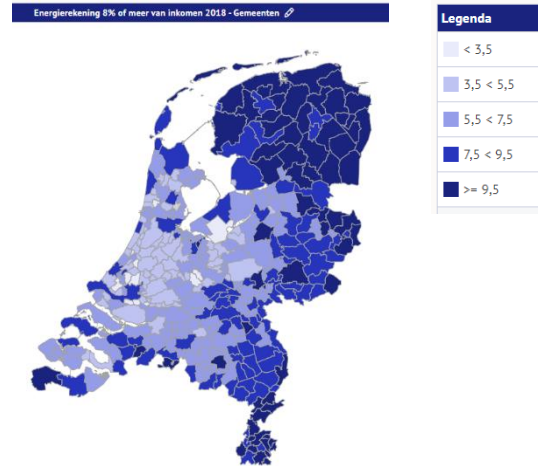 Energierekening 8% of meer van inkomen 2018 - Gemeenten
Legenda
< 3,5
3,5 < 5,5
5,5 < 7,5
7,5 < 9,5
>= 9,5